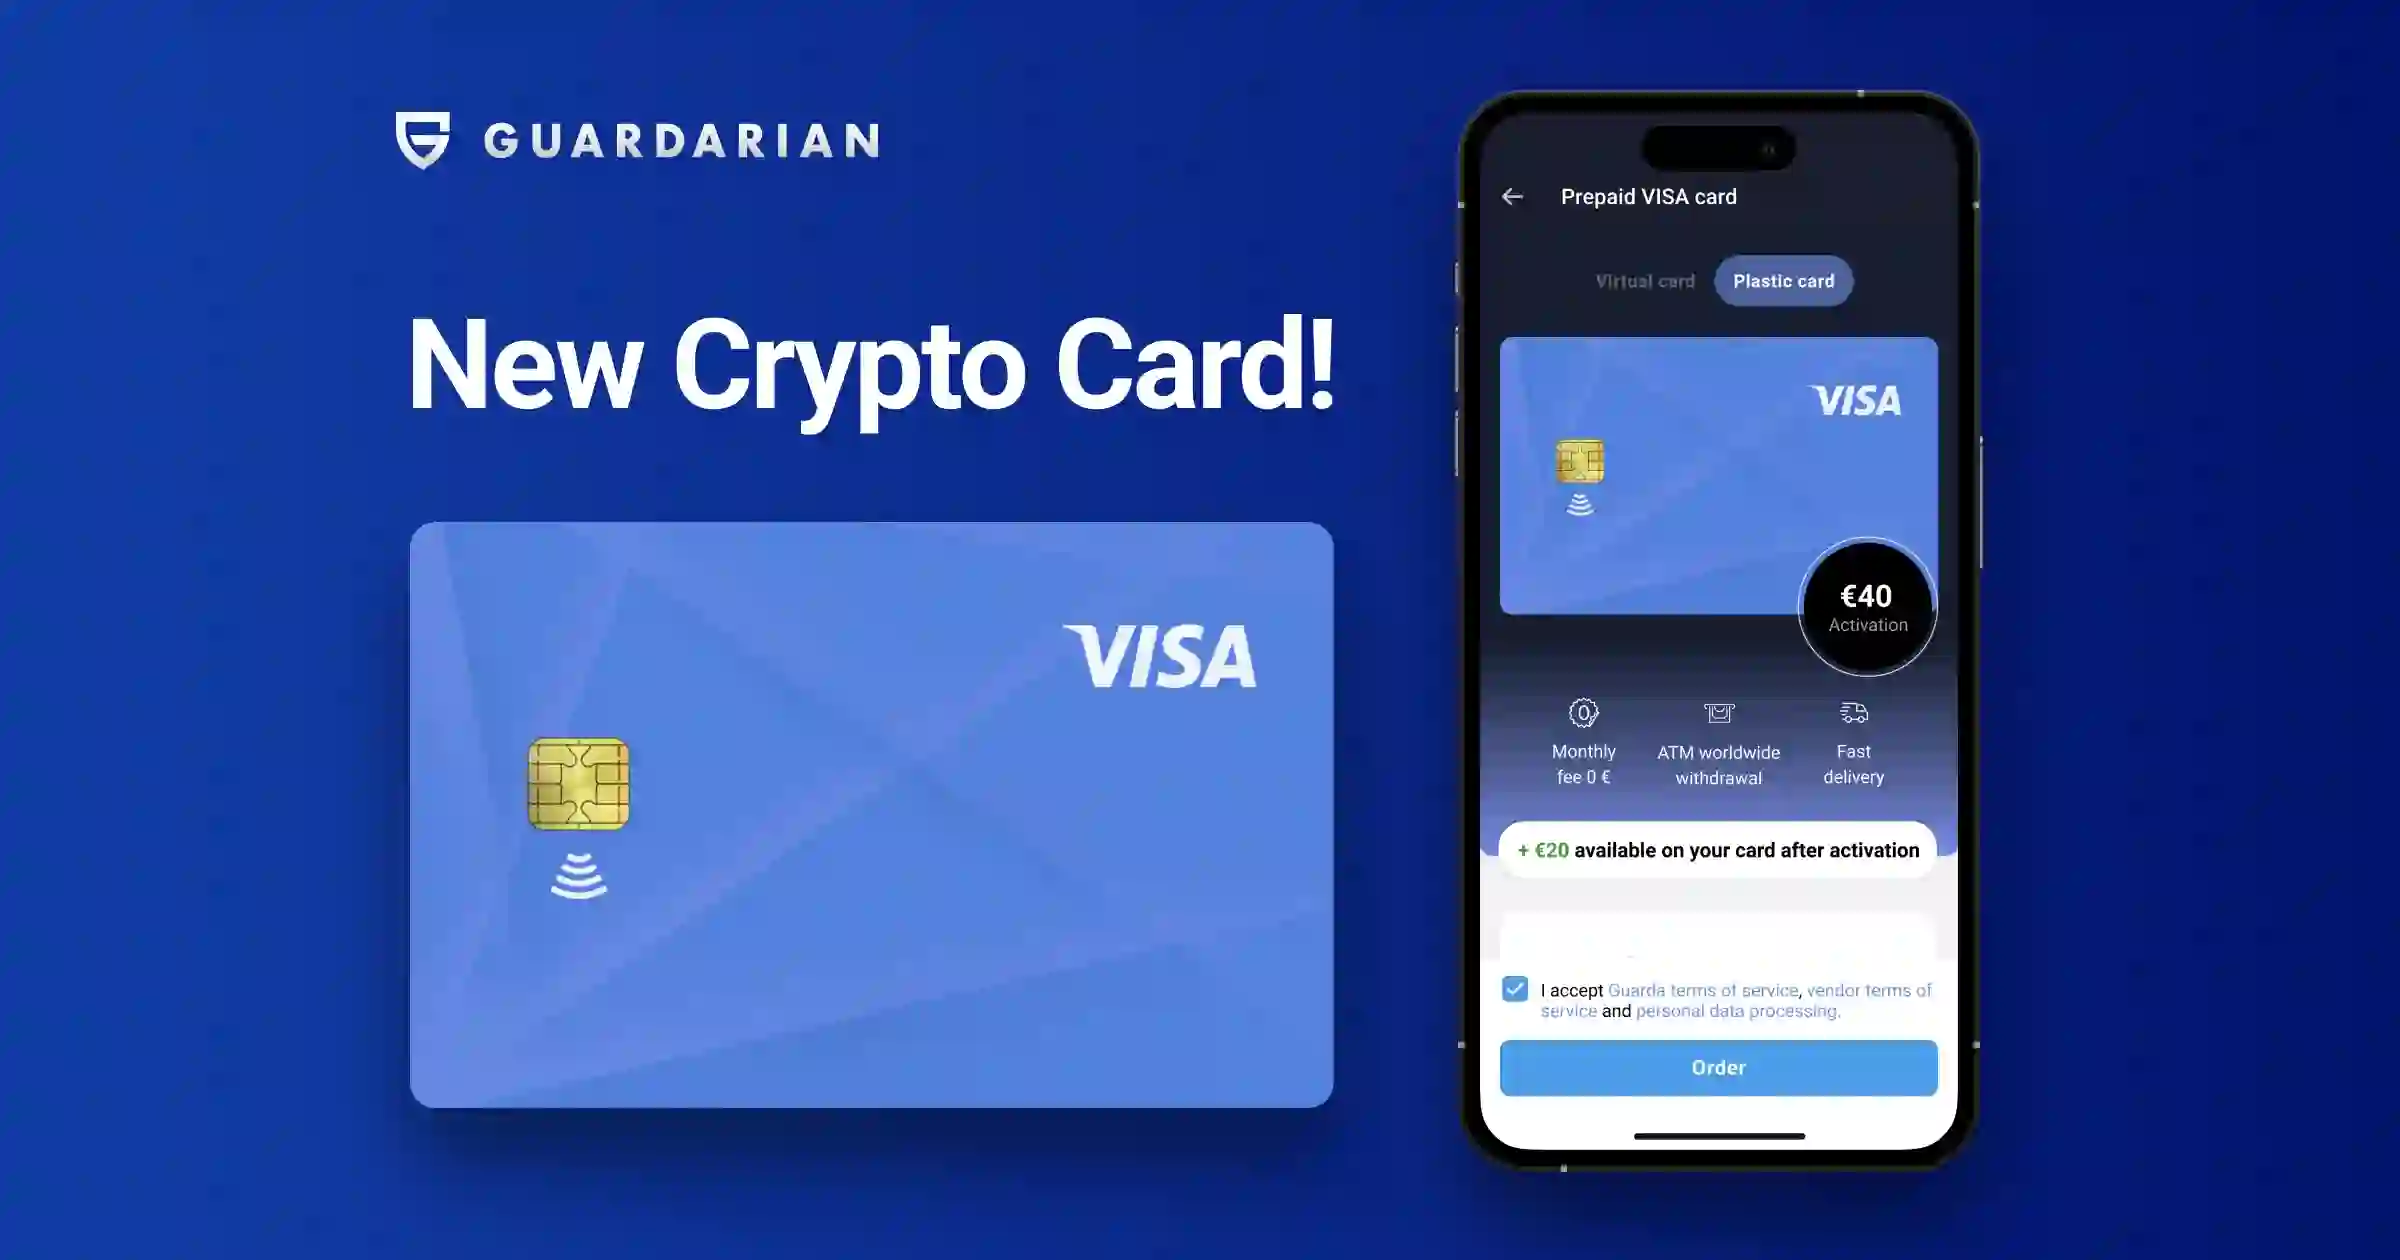 GUARDARIAN
New Crypto Card!
VISA
Prepaid VISA card
Virtual card
Plastic card
VISA
€40
Activation
Monthly
fee 0 €
ATM worldwide
withdrawal
Fast
delivery
+ €20 available on your card after activation
I accept Guarda terms of service, vendor terms of
service and personal data processing.
Order